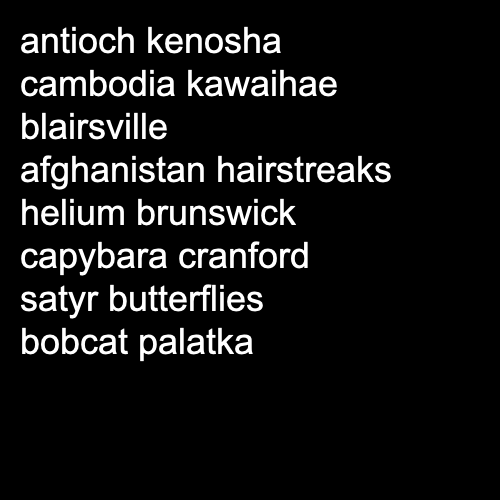 antioch kenosha
cambodia kawaihae
blairsville
afghanistan hairstreaks
helium brunswick
capybara cranford
satyr butterflies
bobcat palatka